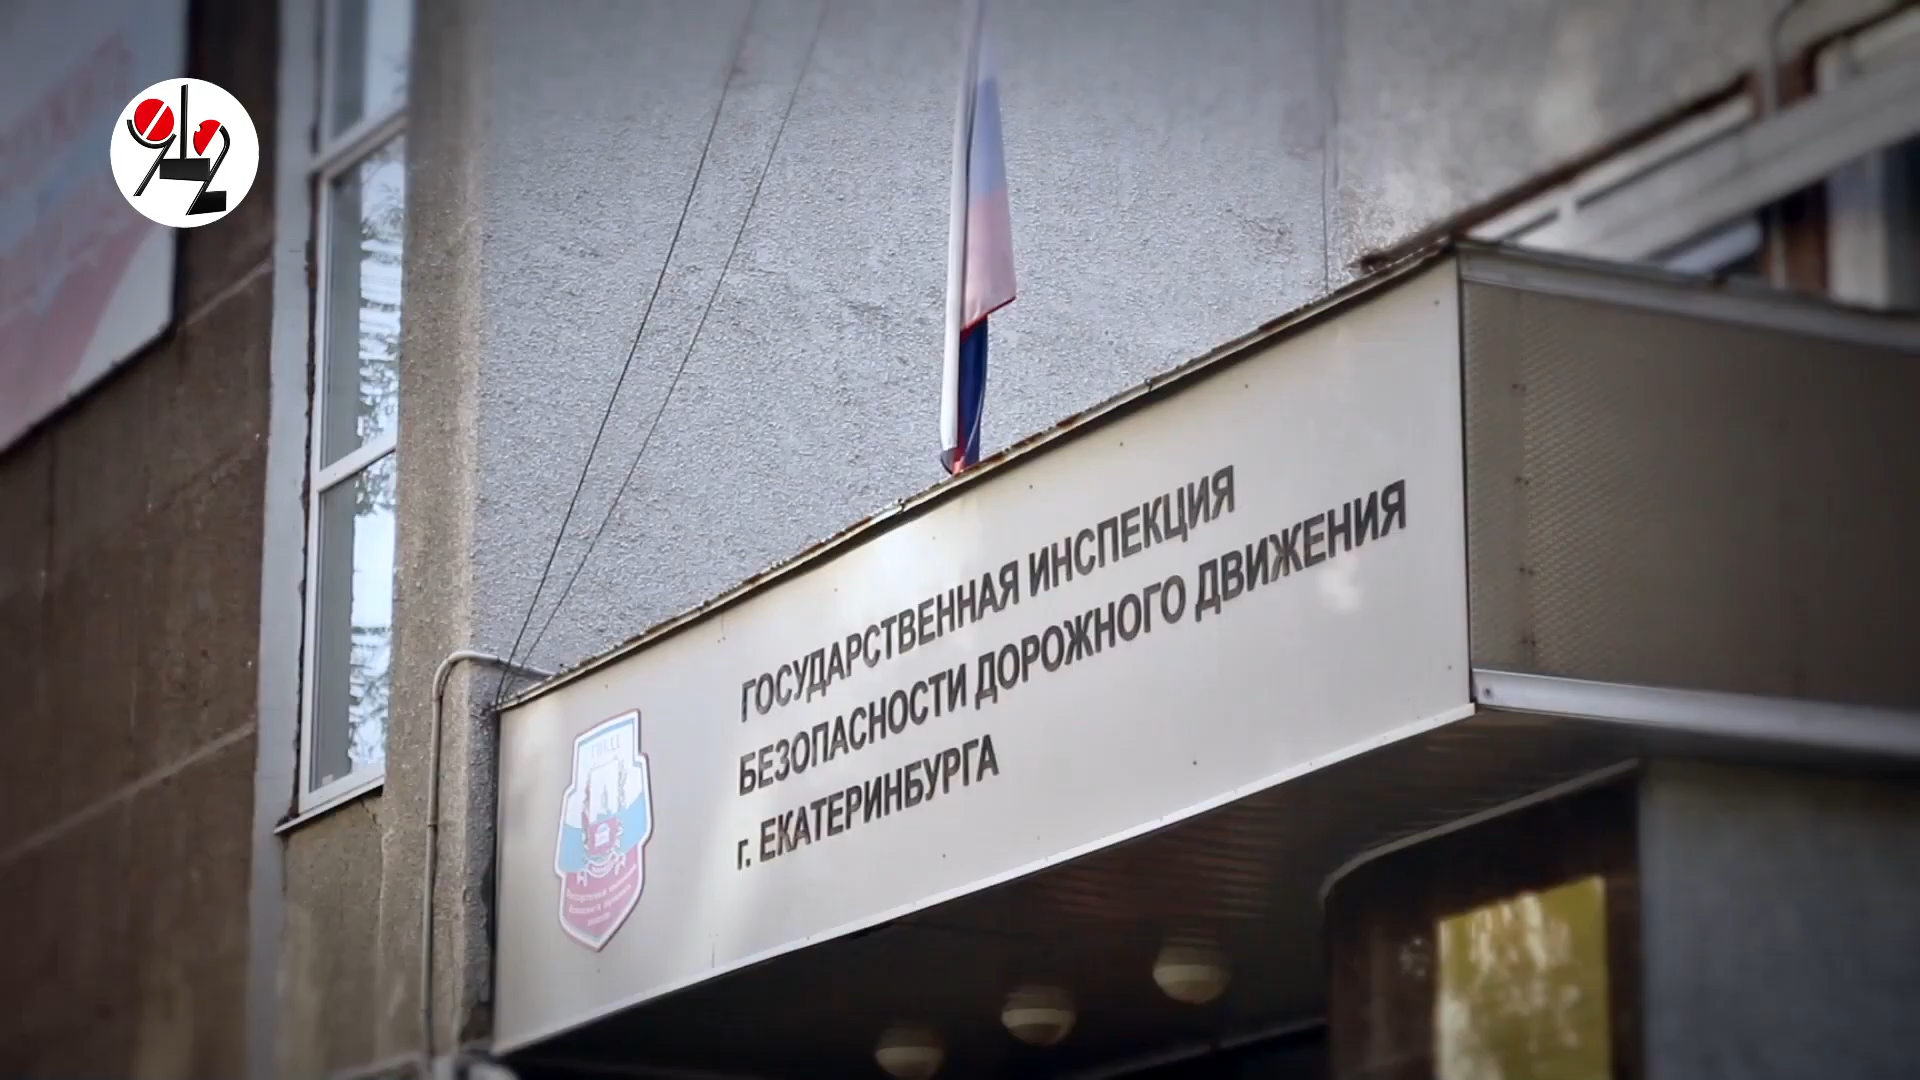 ГОСУДАРСТВЕННАЯ ИНСПЕКЦИЯ
БЕЗОПАСНОСТИ ДОРОЖНОГО ДВИЖЕНИЯ
г. ЕКАТЕРИНБУРГА